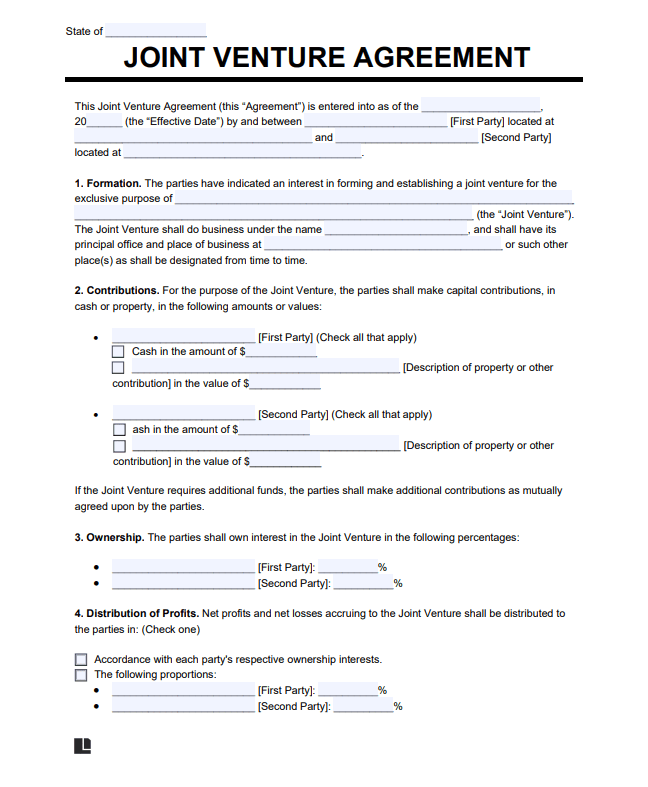 State of ____________
JOINT VENTURE AGREEMENT
This Joint Venture Agreement (this “Agreement”) is entered into as of the ____________________,
20______ (the “Effective Date”) by and between ________________________ [First Party] located at
________________________________________ and ________________________ [Second Party]
located at ________________________________________.
1. Formation. The parties have indicated an interest in forming and establishing a joint venture for the
exclusive purpose of ____________________________________________________________________
____________________________________________________________________ (the “Joint Venture”).
The Joint Venture shall do business under the name ________________________, and shall have its
principal office and place of business at ________________________________________ or such other
place(s) as shall be designated from time to time.
2. Contributions. For the purpose of the Joint Venture, the parties shall make capital contributions, in
cash or property, in the following amounts or values:
• ________________________ [First Party] (Check all that apply)
☐ Cash in the amount of $____________
☐ _____________________________________________ [Description of property or other
contribution] in the value of $____________
• ________________________ [Second Party] (Check all that apply)
☐ ash in the amount of $____________
☐ _____________________________________________ [Description of property or other
contribution] in the value of $____________
If the Joint Venture requires additional funds, the parties shall make additional contributions as mutually
agreed upon by the parties.
3. Ownership. The parties shall own interest in the Joint Venture in the following percentages:
• ________________________ [First Party]: __________%
• ________________________ [Second Party]: __________%
4. Distribution of Profits. Net profits and net losses accruing to the Joint Venture shall be distributed to
the parties in: (Check one)
☐ Accordance with each party's respective ownership interests.
☐ The following proportions:
• ________________________ [First Party]: __________%
• ________________________ [Second Party]: __________%